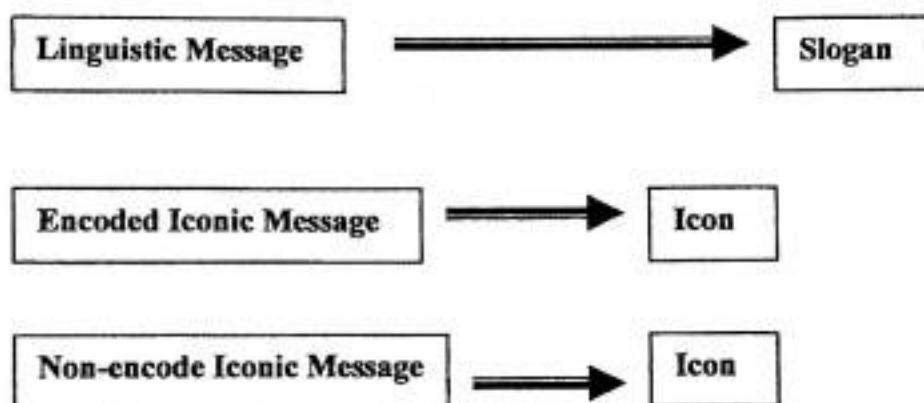 Linguistic Message Slogan
Encoded Iconic Message Icon
Non-encode Iconic Message Icon